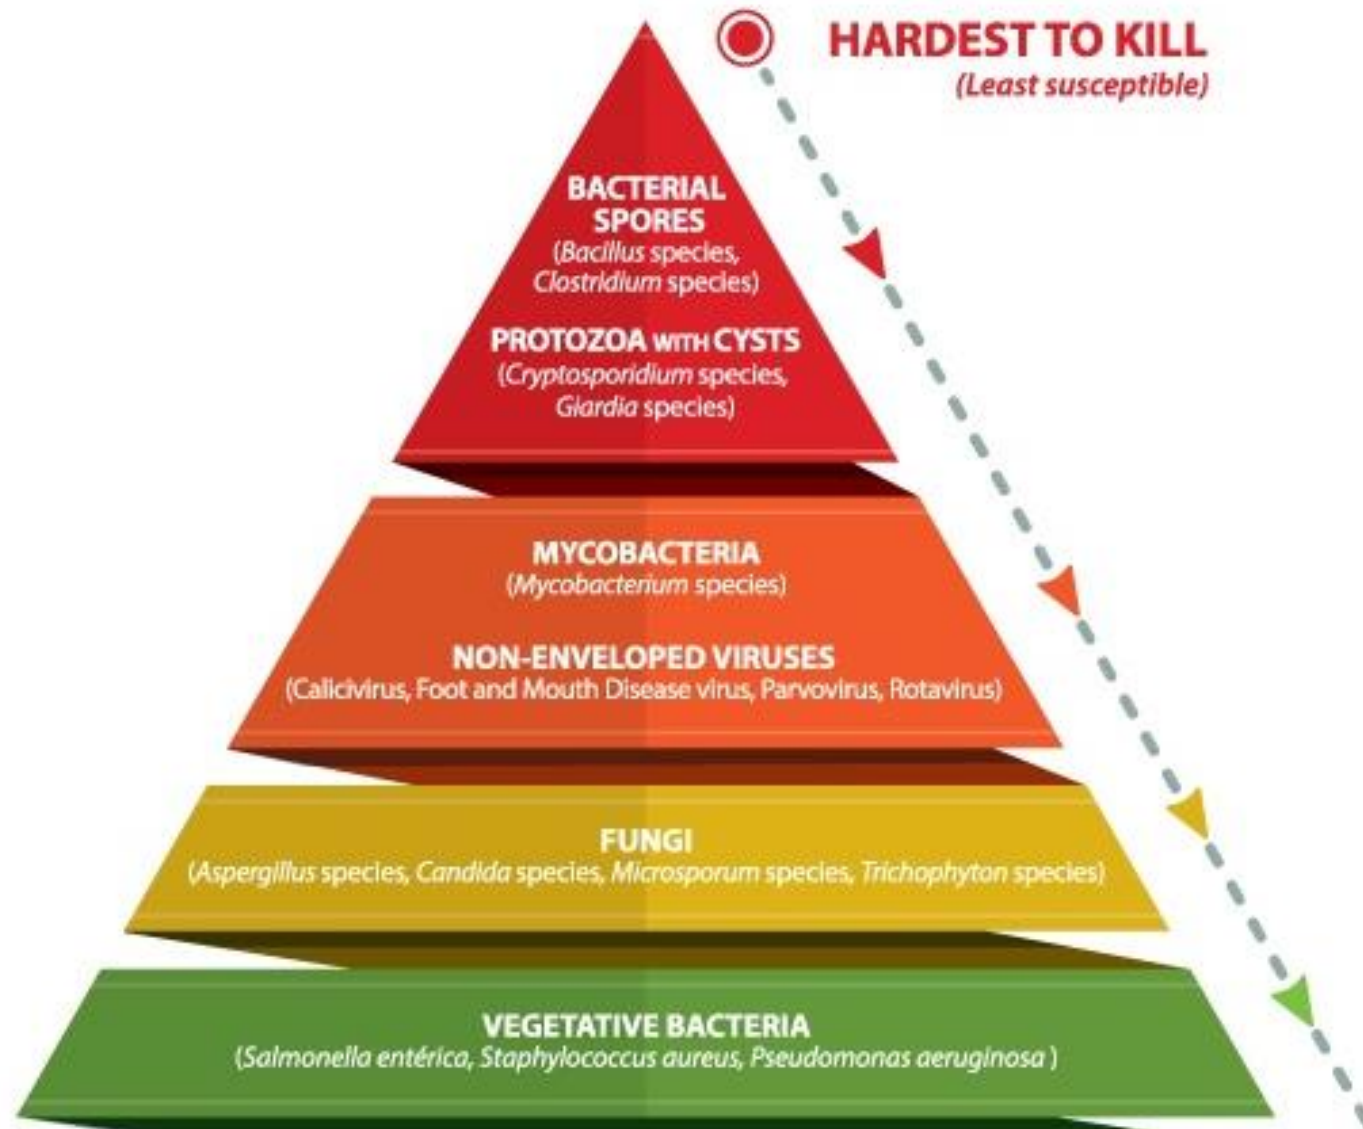 HARDEST TO KILL
(Least susceptible)
BACTERIAL
SPORES
(Bacillus species,
Clostridium species)
PROTOZOA WITH CYSTS
(Cryptosporidium species,
Giardia species)
MYCOBACTERIA
(Mycobacterium species)
NON-ENVELOPED VIRUSES
(Calicivirus, Foot and Mouth Disease virus, Parvovirus, Rotavirus)
FUNGI
(Aspergillus species, Candida species, Microsporum species, Trichophyton species)
VEGETATIVE BACTERIA
(Salmonella entérica, Staphylococcus aureus, Pseudomonas aeruginosa )